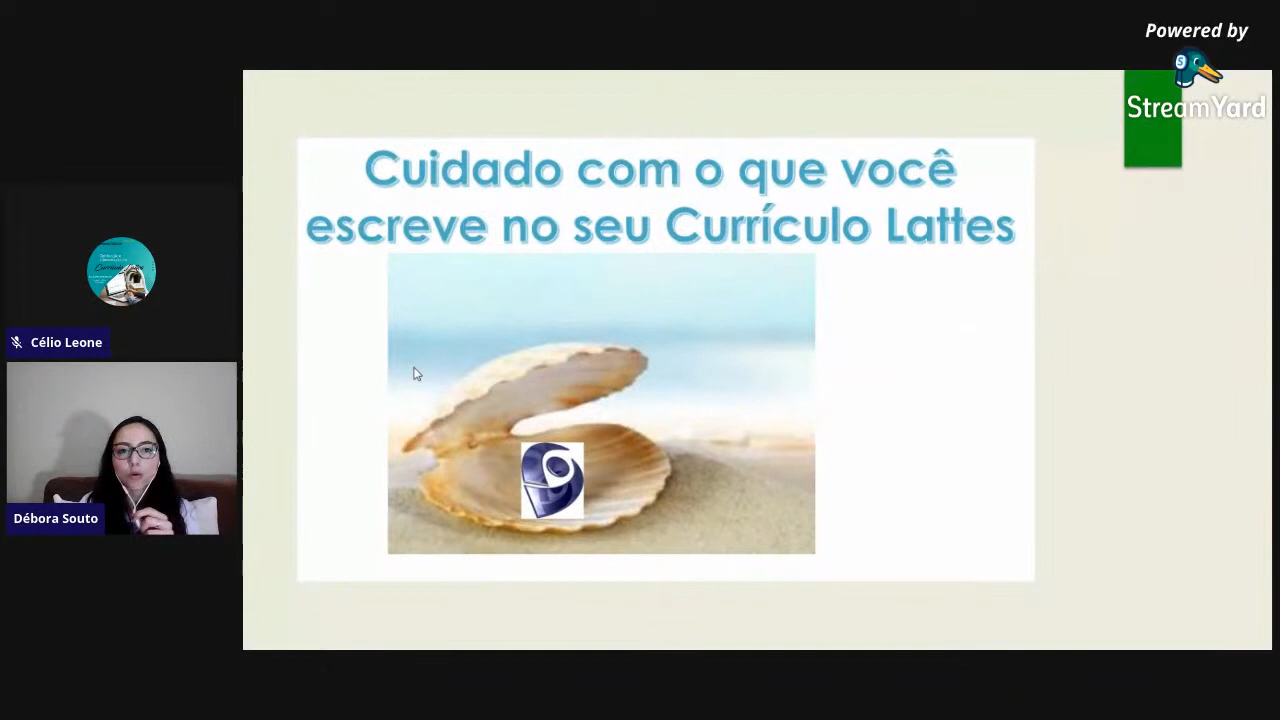 Powered by
StreamYard
Cuidado com o que você
escreve no seu Currículo Lattes
Célio Leone
Débora Souto